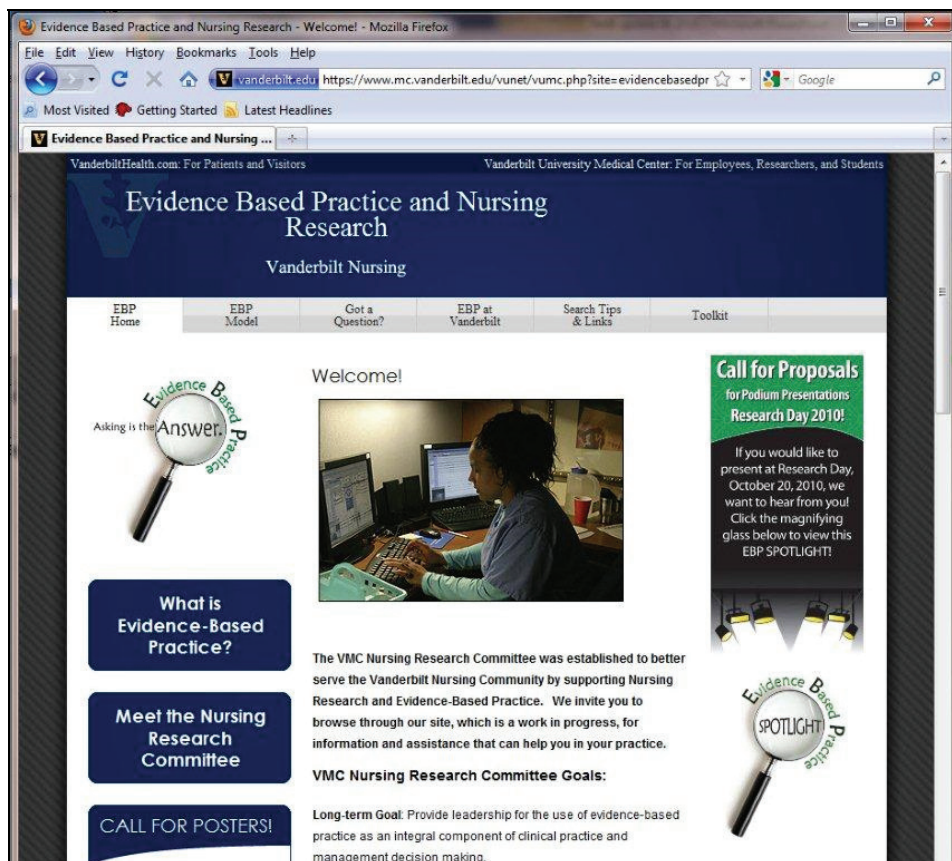 Evidence Based Practice and Nursing Research - Welcome! - Mozilla Firefox
File Edit View History Bookmarks Tools Help
vanderbilt.edu https://www.mc.vanderbilt.edu/vunet/vumc.php?site=evidencebasedpr
Google
Most Visited Getting Started Latest Headlines
Evidence Based Practice and Nursing ...
VanderbiltHealth.com: For Patients and Visitors
Vanderbilt University Medical Center: For Employees, Researchers, and Students
Evidence Based Practice and Nursing
Research
Vanderbilt Nursing
EBP
Home
EBP
Model
Got a
Question?
EBP at
Vanderbilt
Search Tips
& Links
Toolkit
Evidence Based Practice
Asking is the Answer.
What is
Evidence-Based
Practice?
Meet the Nursing
Research
Committee
CALL FOR POSTERS!
Welcome!
The VMC Nursing Research Committee was established to better
serve the Vanderbilt Nursing Community by supporting Nursing
Research and Evidence-Based Practice. We invite you to
browse through our site, which is a work in progress, for
information and assistance that can help you in your practice.
VMC Nursing Research Committee Goals:
Long-term Goal: Provide leadership for the use of evidence-based
practice as an integral component of clinical practice and
management decision making.
Call for Proposals
for Podium Presentations
Research Day 2010!
If you would like to
present at Research Day,
October 20, 2010, we
want to hear from you!
Click the magnifying
glass below to view this
EBP SPOTLIGHT!
Evidence Based Practice
SPOTLIGHT!